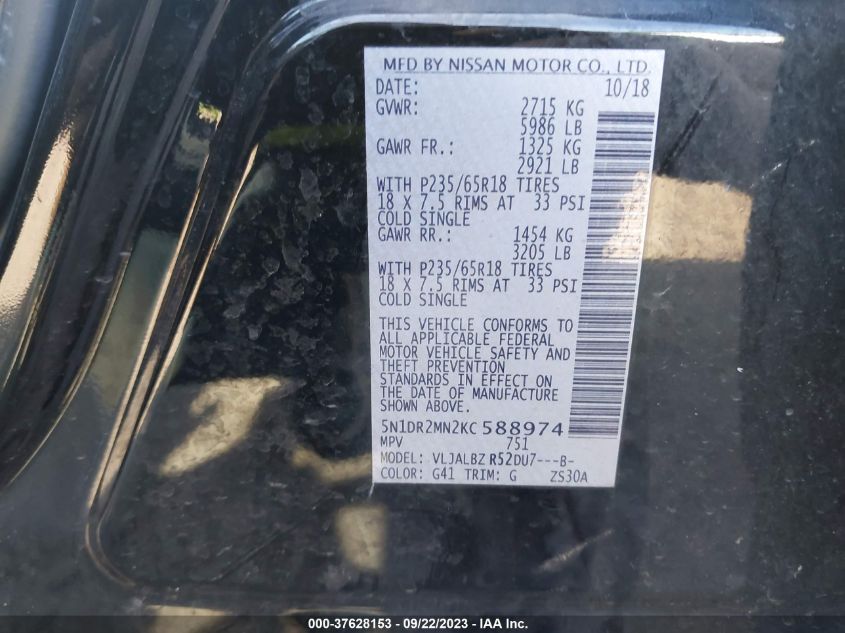 MFD BY NISSAN MOTOR CO., LTD.
DATE: 10/18
GVWR: 2715 KG
5986 LB
GAWR FR.: 1325 KG
2921 LB
WITH P235/65R18 TIRES
18 X 7.5 RIMS AT 33 PSI
COLD SINGLE
GAWR RR.: 1454 KG
3205 LB
WITH P235/65R18 TIRES
18 X 7.5 RIMS AT 33 PSI
COLD SINGLE
THIS VEHICLE CONFORMS TO
ALL APPLICABLE FEDERAL
MOTOR VEHICLE SAFETY AND
THEFT PREVENTION
STANDARDS IN EFFECT ON
THE DATE OF MANUFACTURE
SHOWN ABOVE.
5N1DR2MN2KC 588974
MPV 751
MODEL: VLJALBZ R52DU7---B-
COLOR: G41 TRIM: G ZS30A
000-37628153 - 09/22/2023 - IAA Inc.